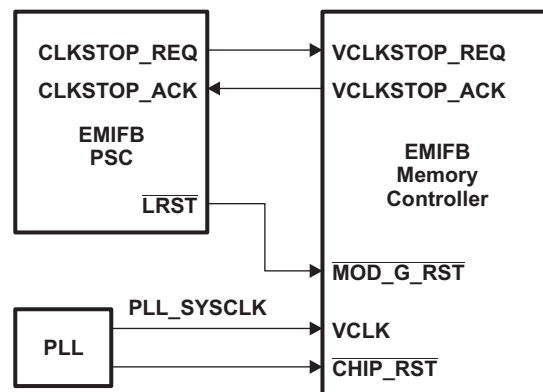 CLKSTOP_REQ
CLKSTOP_ACK
EMIFB
PSC
LRST
VCLKSTOP_REQ
VCLKSTOP_ACK
EMIFB
Memory
Controller
MOD_G_RST
PLL_SYSCLK
VCLK
PLL
CHIP_RST